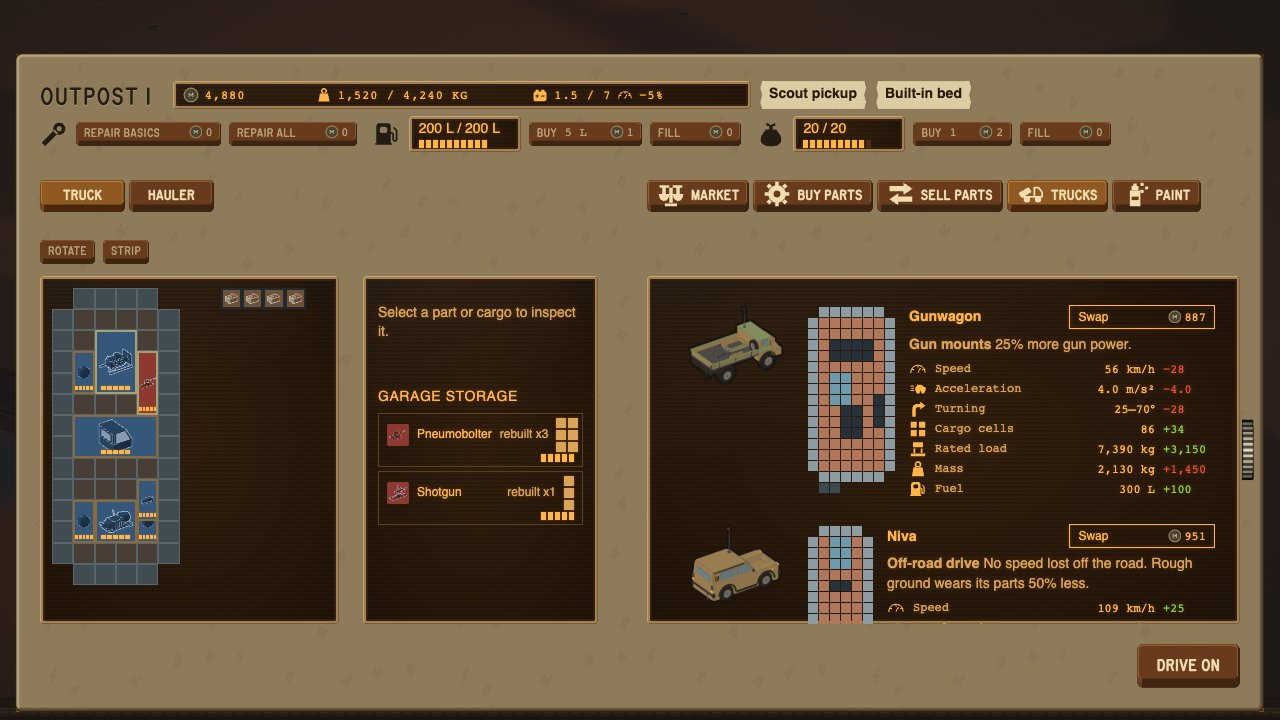 OUTPOST I
4,880
1,520 / 4,240 KG
1.5 / 7
-5%
Scout pickup
Built-in bed
REPAIR BASICS M 0
REPAIR ALL M 0
200 L / 200 L
BUY 5 L M 1
FILL M 0
20 / 20
BUY 1 M 2
FILL M 0
TRUCK
HAULER
MARKET
BUY PARTS
SELL PARTS
TRUCKS
PAINT
ROTATE
STRIP
Select a part or cargo to inspect
it.
GARAGE STORAGE
Pneumobolter rebuilt x3
Shotgun rebuilt x1
Gunwagon
Swap M 887
Gun mounts 25% more gun power.
Speed 56 km/h -28
Acceleration 4.0 m/s² -4.0
Turning 25–70° -28
Cargo cells 86 +34
Rated load 7,390 kg +3,150
Mass 2,130 kg +1,450
Fuel 300 L +100
Niva
Swap M 951
Off-road drive No speed lost off the road. Rough
ground wears its parts 50% less.
Speed 109 km/h +25
DRIVE ON